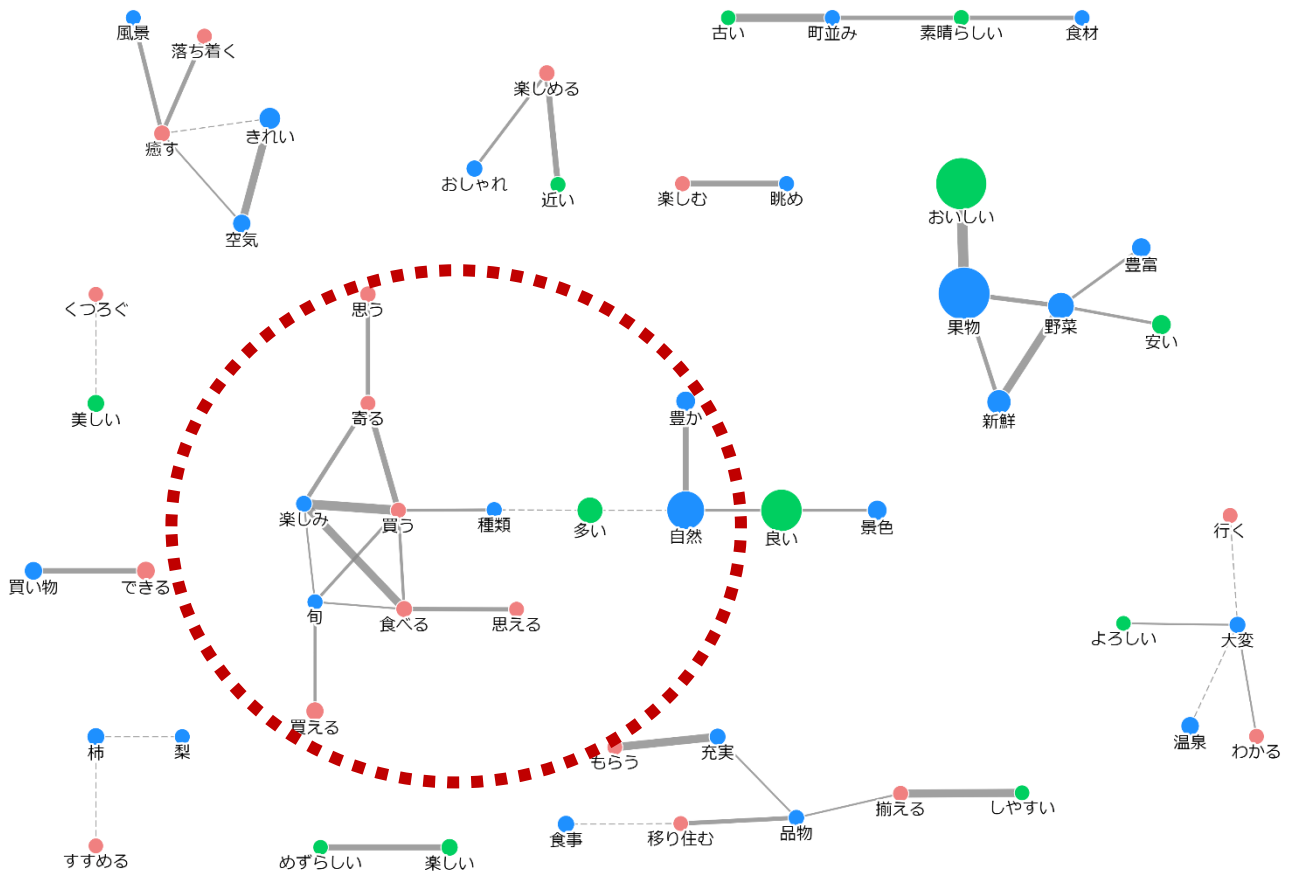 風景
落ち着く
古い
町並み
素晴らしい
食材
楽しめる
きれい
癒す
おしゃれ
近い
楽しむ
眺め
おいしい
空気
豊富
くつろぐ
思う
果物
野菜
安い
美しい
寄る
豊か
新鮮
楽しみ
買う
種類
多い
自然
良い
景色
行く
買い物
できる
旬
食べる
思える
よろしい
大変
買える
柿
梨
もらう
充実
温泉
わかる
揃える
しやすい
食事
移り住む
品物
すすめる
めずらしい
楽しい